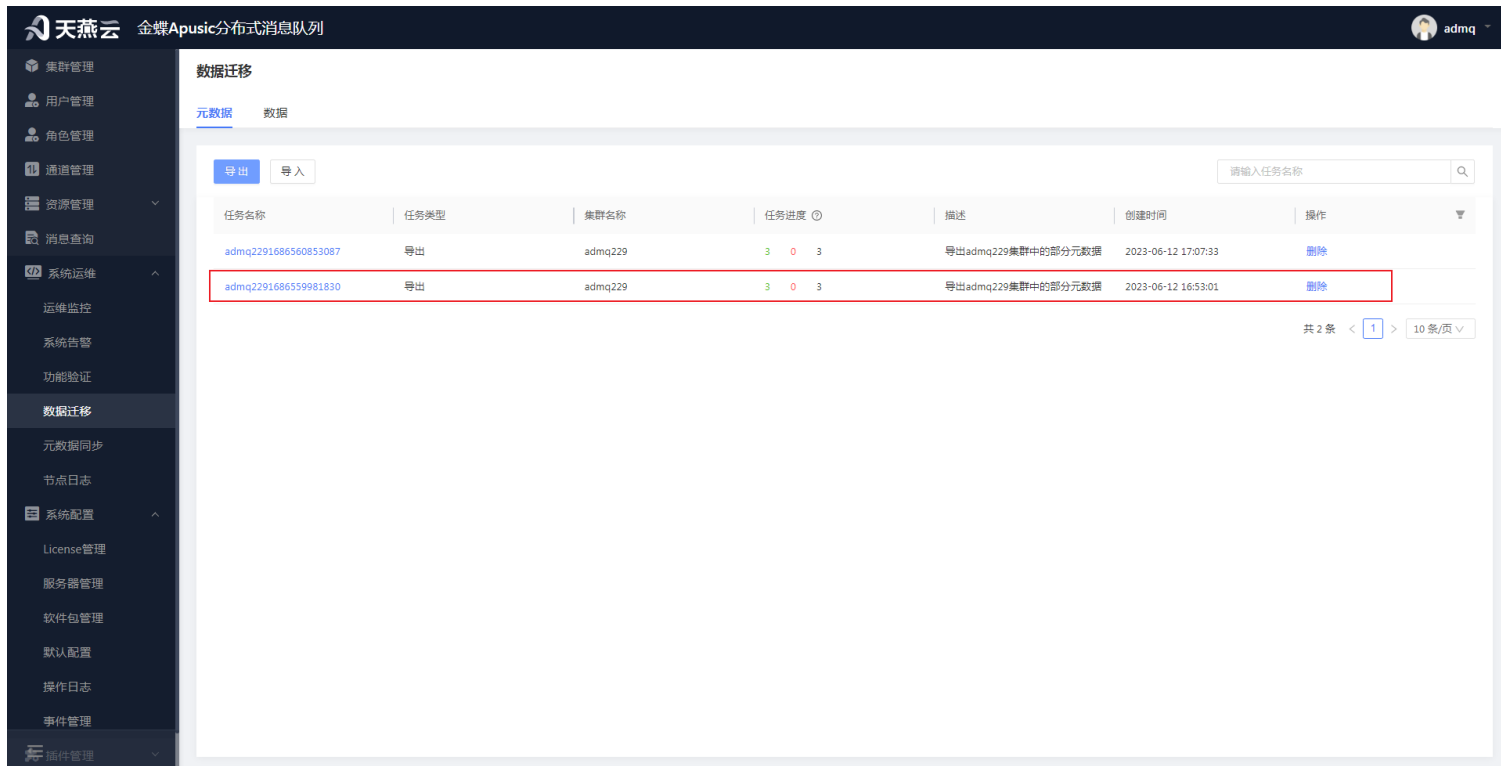 天燕云 金蝶Apusic分布式消息队列 admq
集群管理
用户管理
角色管理
通道管理
资源管理
消息查询
系统运维
运维监控
系统告警
功能验证
数据迁移
元数据同步
节点日志
系统配置
License管理
服务器管理
软件包管理
默认配置
操作日志
事件管理
插件管理
数据迁移
元数据 数据
导出 导入 请输入任务名称
任务名称 任务类型 集群名称 任务进度 描述 创建时间 操作
admq2291686560853087 导出 admq229 3 0 3 导出admq229集群中的部分元数据 2023-06-12 17:07:33 删除
admq2291686559981830 导出 admq229 3 0 3 导出admq229集群中的部分元数据 2023-06-12 16:53:01 删除
共 2 条 < 1 > 10 条/页